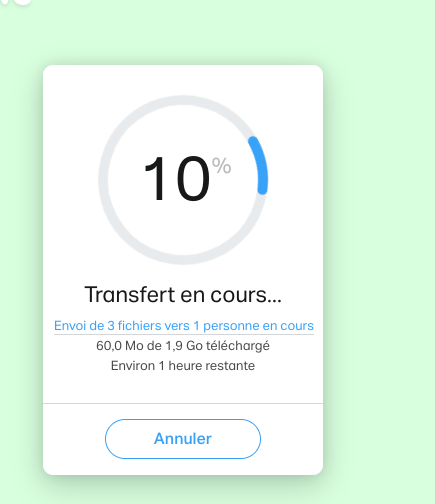 10%
Transfert en cours...
Envoi de 3 fichiers vers 1 personne en cours
60,0 Mo de 1,9 Go téléchargé
Environ 1 heure restante
Annuler